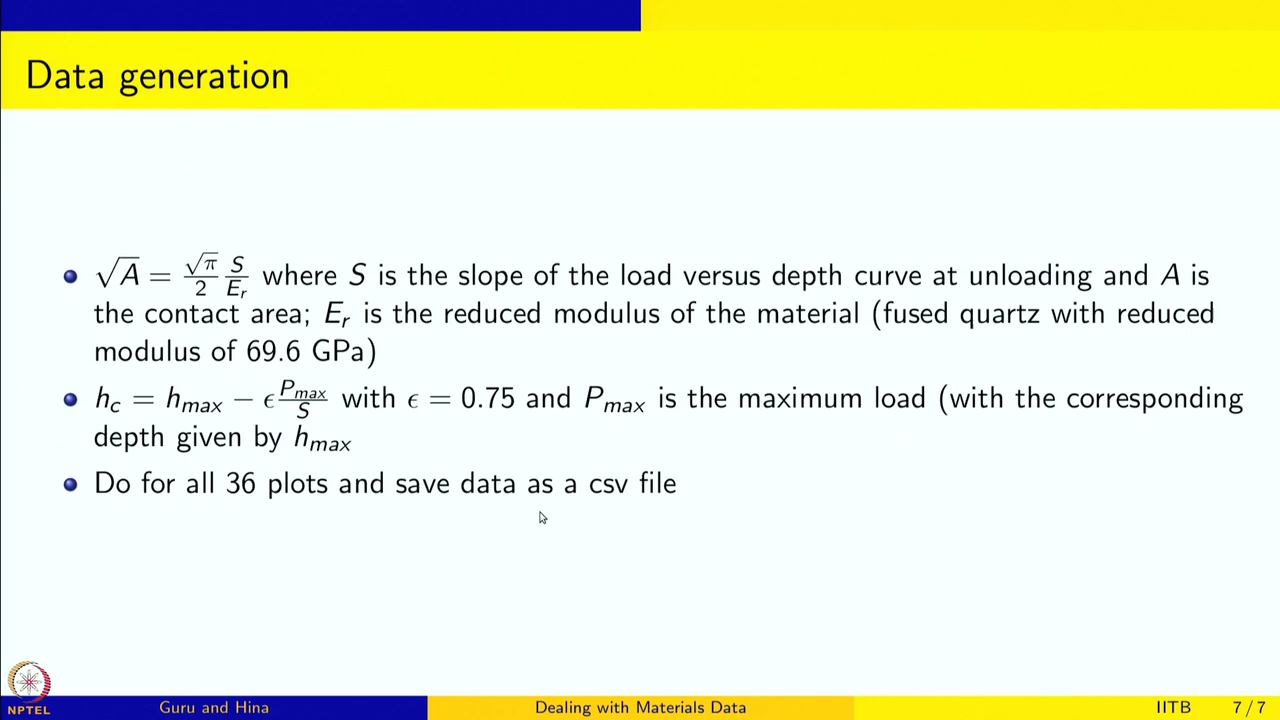 Data generation
√A = √π/2 S/E_r where S is the slope of the load versus depth curve at unloading and A is
the contact area; E_r is the reduced modulus of the material (fused quartz with reduced
modulus of 69.6 GPa)
h_c = h_max − ϵ P_max/S with ϵ = 0.75 and P_max is the maximum load (with the corresponding
depth given by h_max
Do for all 36 plots and save data as a csv file
NPTEL
Guru and Hina
Dealing with Materials Data
IITB
7 / 7